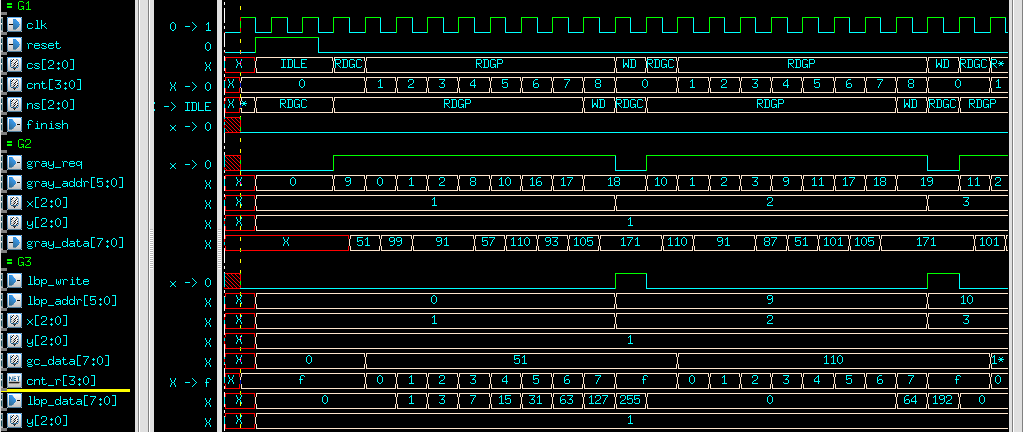 = G1
clk 0 -> 1
reset 0
cs[2:0] X X IDLE RDGC RDGP WD RDGC RDGP WD RDGC R*
cnt[3:0] X -> 0 X 0 1 2 3 4 5 6 7 8 0 1 2 3 4 5 6 7 8 0 1
ns[2:0] X -> IDLE X * RDGC RDGP WD RDGC RDGP WD RDGC RDGP
finish x -> 0
= G2
gray_req x -> 0
gray_addr[5:0] X X 0 9 0 1 2 8 10 16 17 18 10 1 2 3 9 11 17 18 19 11 2
x[2:0] X X 1 2 3
y[2:0] X X 1
gray_data[7:0] X X 51 99 91 57 110 93 105 171 110 91 87 51 101 105 171 101
= G3
lbp_write x -> 0
lbp_addr[5:0] X X 0 9 10
x[2:0] X X 1 2 3
y[2:0] X X 1
gc_data[7:0] X X 0 51 110 1*
cnt_r[3:0] X -> f X f 0 1 2 3 4 5 6 7 f 0 1 2 3 4 5 6 7 f 0
lbp_data[7:0] X X 0 1 3 7 15 31 63 127 255 0 64 192 0
y[2:0] X X 1